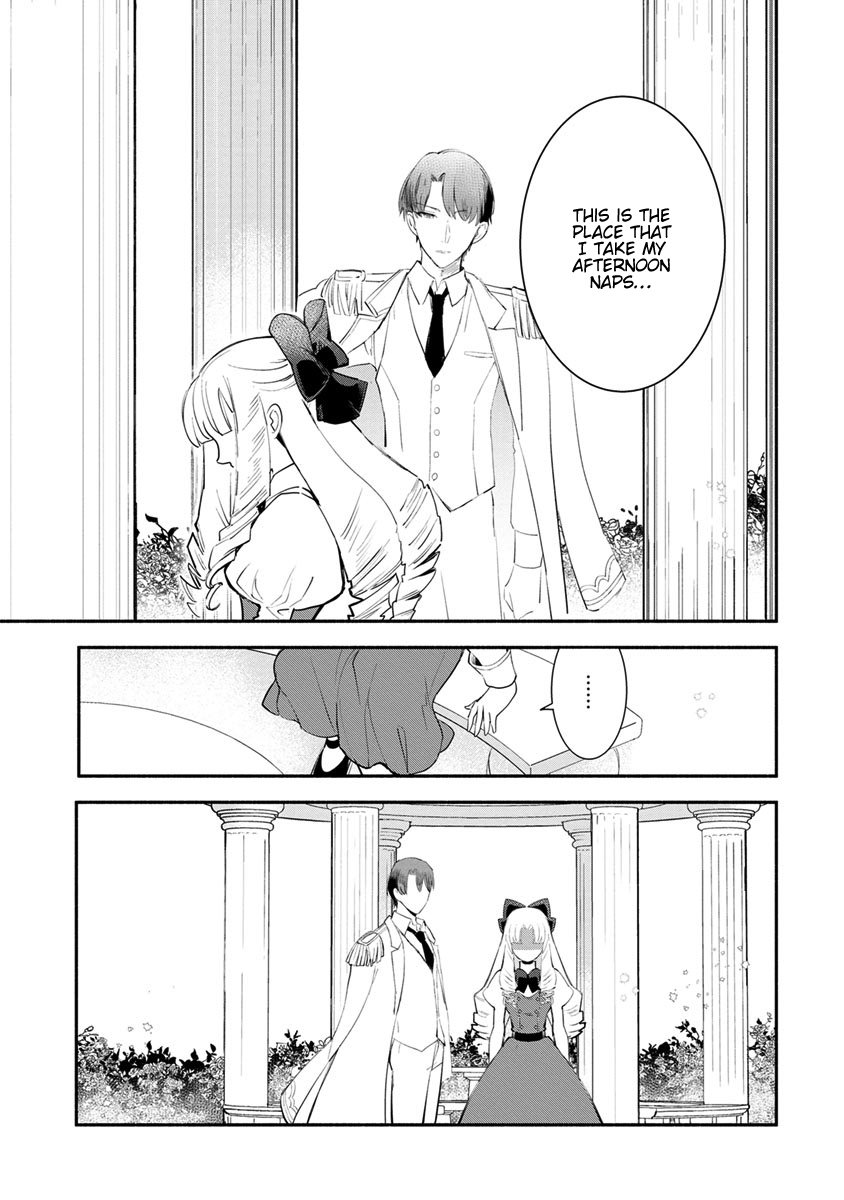 THIS IS THE
PLACE THAT
I TAKE MY
AFTERNOON
NAPS...
......